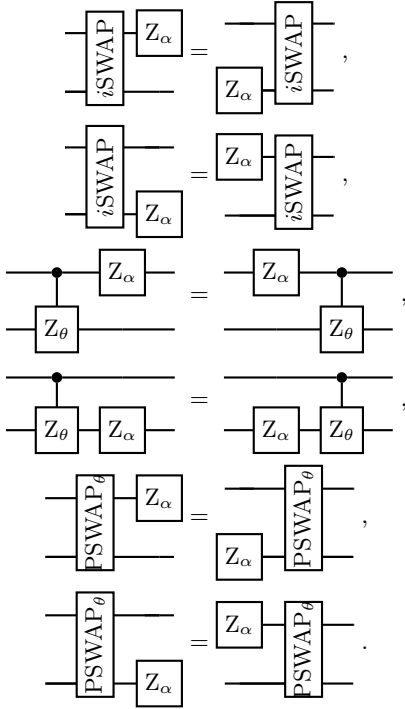 iSWAP Z_α = Z_α iSWAP ,
iSWAP Z_α = Z_α iSWAP ,
Z_θ Z_α = Z_α Z_θ ,
Z_θ Z_α = Z_α Z_θ ,
PSWAP_θ Z_α = Z_α PSWAP_θ ,
PSWAP_θ Z_α = Z_α PSWAP_θ .